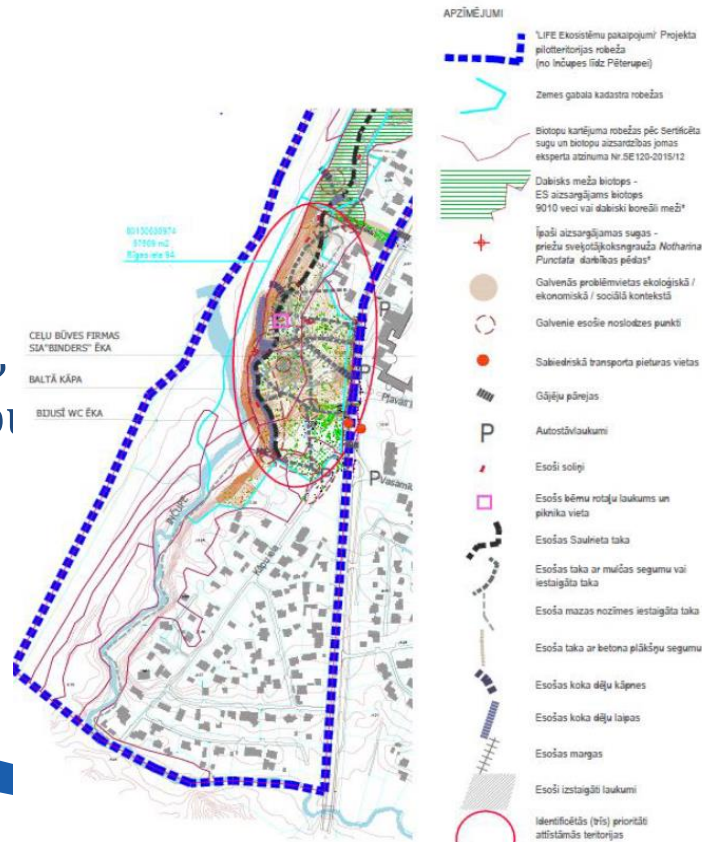 APZĪMĒJUMI
"LIFE Ekosistēmu pakalpojumi" Projekta
pilotteritorijas robeža
(no Inčupes līdz Pēterupei)
Zemes gabala kadastra robežas
Biotopu kartējuma robežas pēc Sertificēta
sugu un biotopu aizsardzības jomas
eksperta atzinuma Nr.SE120-2015/12
Dabisks meža biotops -
ES aizsargājams biotops
9010 veci vai dabiski boreāli meži*
Īpaši aizsargājamas sugas -
priežu sveķotājkoksngrauža Notharina
Punctata darbības pēdas*
Galvenās problēmvietas ekoloģiskā /
ekonomiskā / sociālā kontekstā
Galvenie esošie noslodzes punkti
Sabiedriskā transporta pieturas vietas
Gājēju pārejas
P
Autostāvlaukumi
Esoši soliņi
Esošs bērnu rotaļu laukums un
piknika vieta
Esošas Saulrieta taka
Esošas taka ar mulčas segumu vai
iestaigāta taka
Esoša mazas nozīmes iestaigāta taka
Esoša taka ar betona plākšņu segumu
Esošas koka dēļu kāpnes
Esošas koka dēļu laipas
Esošas margas
Esoši izstaigāti laukumi
Identificētās (trīs) prioritāti
attīstāmās teritorijas
Rīgas iela 94
CEĻU BŪVES FIRMAS
SIA"BINDERS" ĒKA
BALTĀ KĀPA
BIJUSĪ WC ĒKA
P
P
P
INČUPE
Kāpu iela